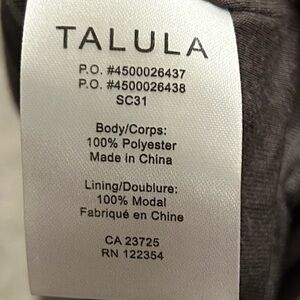 TALULA
P.O. #4500026437
P.O. #4500026438
SC31
Body/Corps:
100% Polyester
Made in China
Lining/Doublure:
100% Modal
Fabriqué en Chine
CA 23725
RN 122354